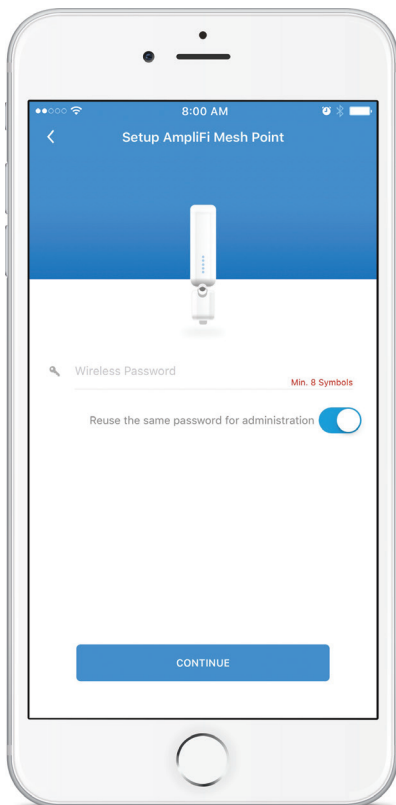 8:00 AM
Setup AmpliFi Mesh Point
Wireless Password
Min. 8 Symbols
Reuse the same password for administration
CONTINUE